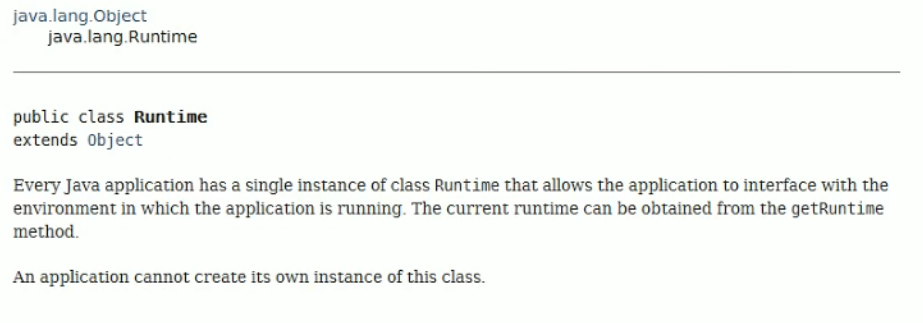 java.lang.Object
java.lang.Runtime
public class Runtime
extends Object
Every Java application has a single instance of class Runtime that allows the application to interface with the
environment in which the application is running. The current runtime can be obtained from the getRuntime
method.
An application cannot create its own instance of this class.